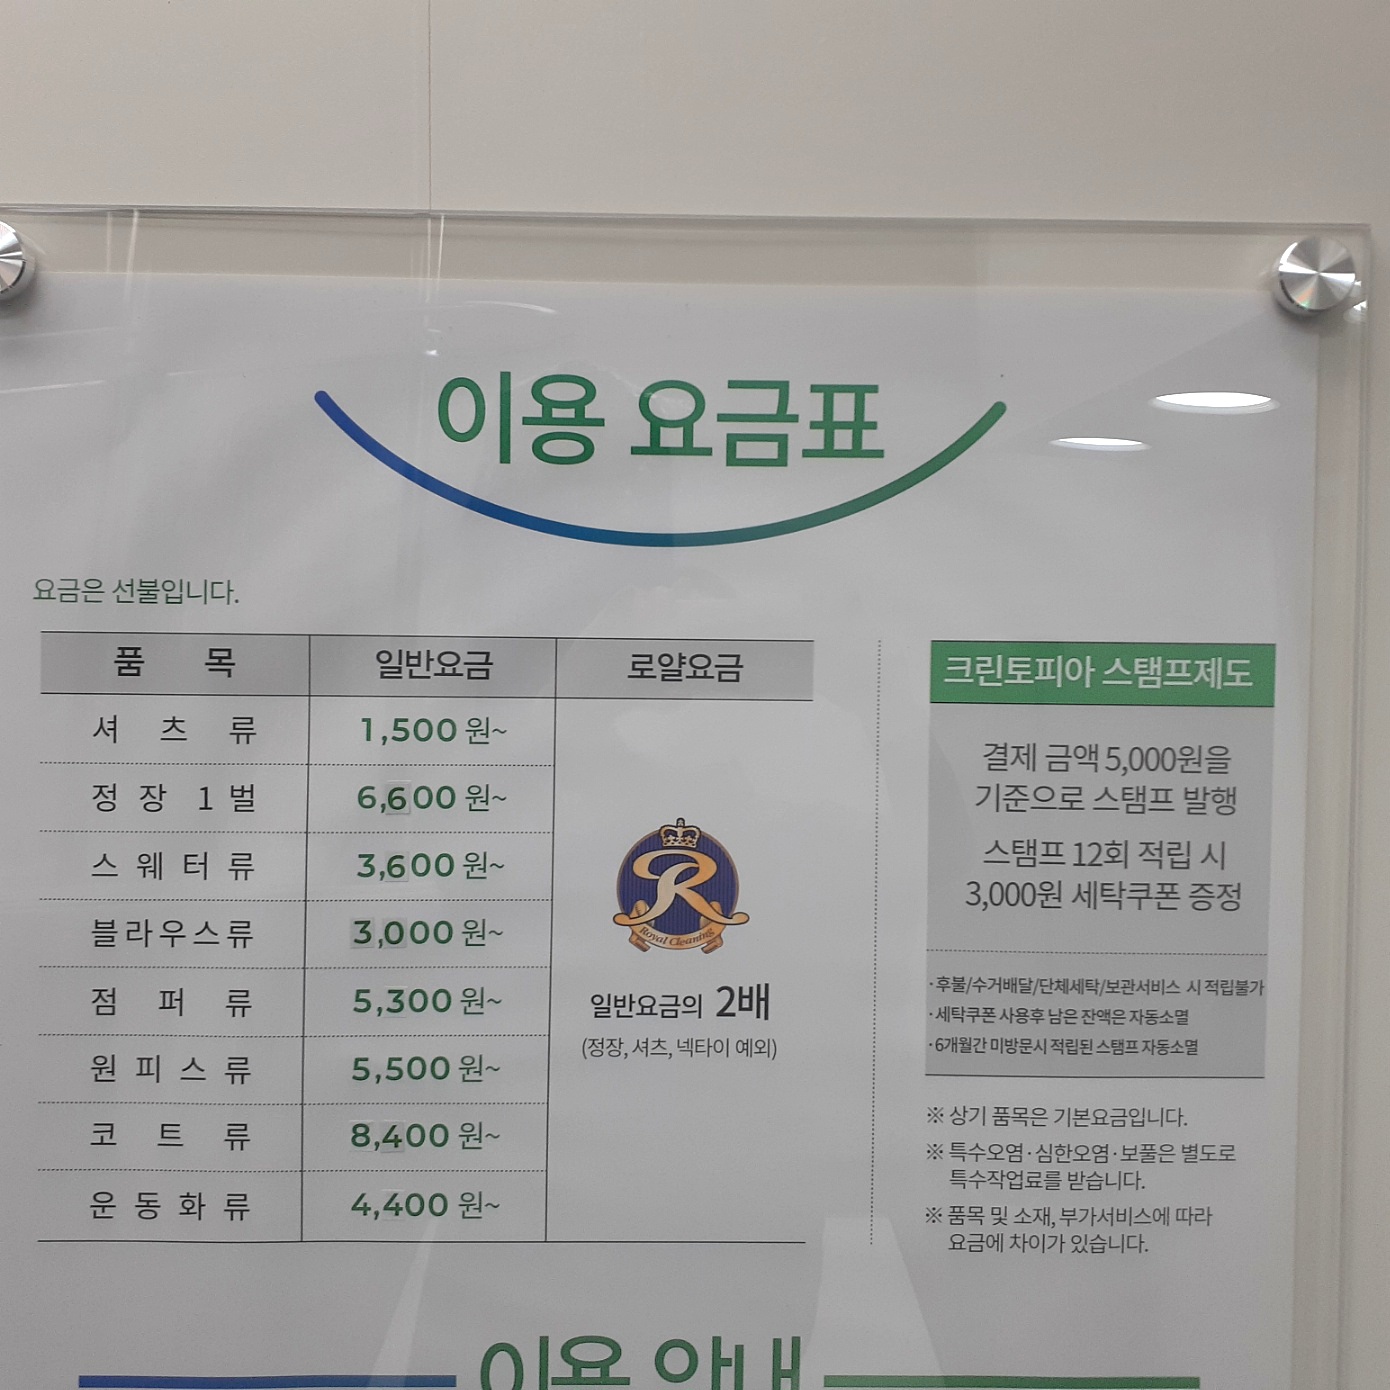 이용 요금표
요금은 선불입니다.
품 목 일반요금 로얄요금
셔 츠 류 1,500 원~
정 장 1 벌 6,600 원~
스 웨 터 류 3,600 원~
블라우스류 3,000 원~
점 퍼 류 5,300 원~
원 피 스 류 5,500 원~
코 트 류 8,400 원~
운 동 화 류 4,400 원~
R
Royal Cleaning
일반요금의 2배
(정장, 셔츠, 넥타이 예외)
크린토피아 스탬프제도
결제 금액 5,000원을
기준으로 스탬프 발행
스탬프 12회 적립 시
3,000원 세탁쿠폰 증정
·후불/수거배달/단체세탁/보관서비스 시 적립불가
·세탁쿠폰 사용후 남은 잔액은 자동소멸
·6개월간 미방문시 적립된 스탬프 자동소멸
※ 상기 품목은 기본요금입니다.
※ 특수오염·심한오염·보풀은 별도로
특수작업료를 받습니다.
※ 품목 및 소재, 부가서비스에 따라
요금에 차이가 있습니다.
이용 안내